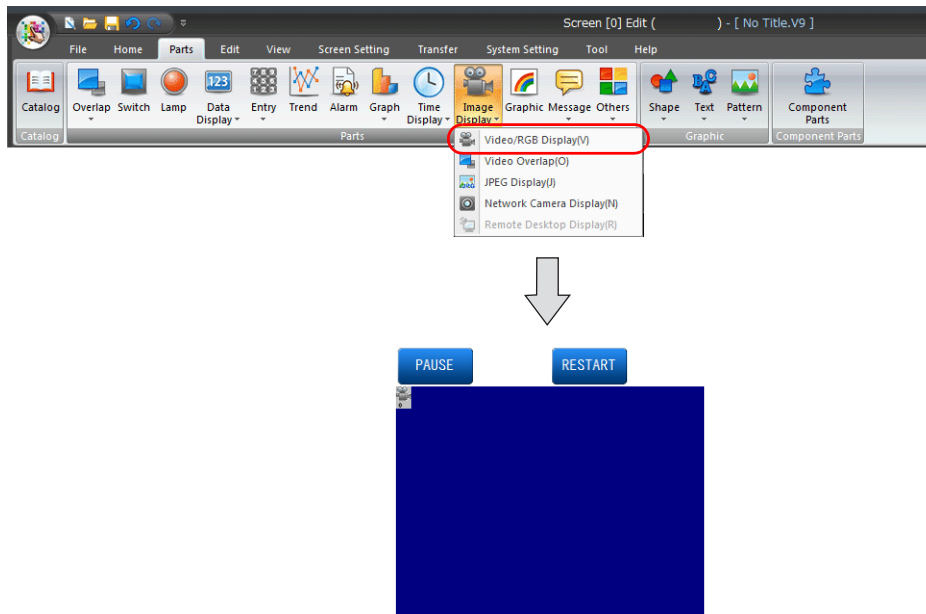 Screen [0] Edit ( ) - [ No Title.V9 ]
File Home Parts Edit View Screen Setting Transfer System Setting Tool Help
Catalog Overlap Switch Lamp Data Display Entry Trend Alarm Graph Time Display Image Display Graphic Message Others Shape Text Pattern Component Parts
Catalog Parts Graphic Component Parts
Video/RGB Display(V)
Video Overlap(O)
JPEG Display(J)
Network Camera Display(N)
Remote Desktop Display(R)
PAUSE RESTART